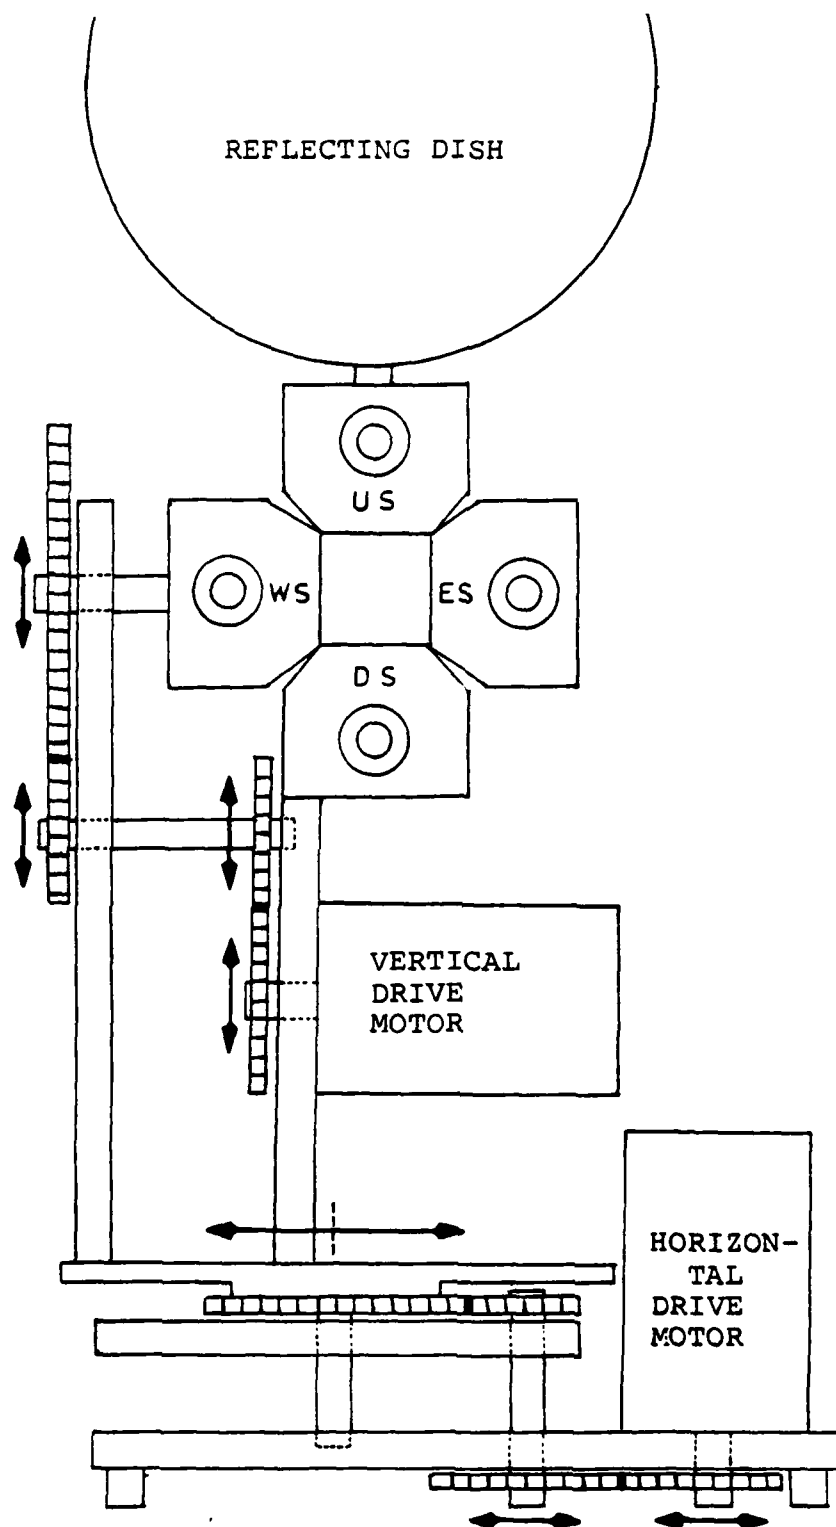 REFLECTING DISH
US
WS
ES
DS
VERTICAL
DRIVE
MOTOR
HORIZON-
TAL
DRIVE
MOTOR